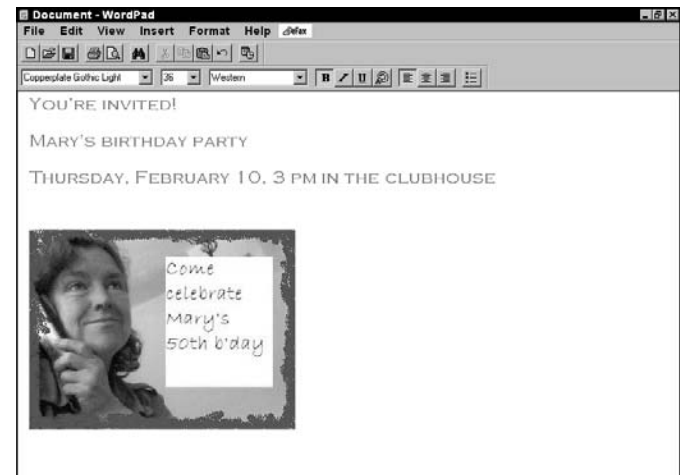 Document - WordPad
File Edit View Insert Format Help eFax
Copperplate Gothic Light 36 Western B / U
YOU'RE INVITED!
MARY'S BIRTHDAY PARTY
THURSDAY, FEBRUARY 10, 3 PM IN THE CLUBHOUSE
Come
celebrate
Mary's
50th b'day